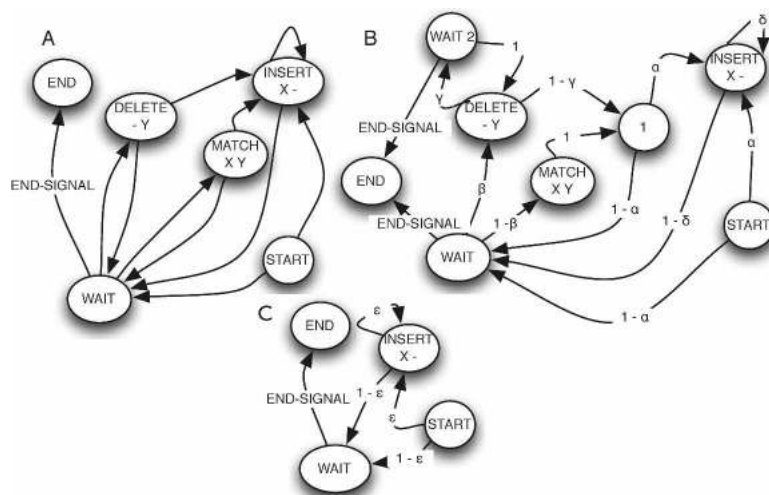 A
END
DELETE
- Y
INSERT
X -
MATCH
X Y
END-SIGNAL
START
WAIT
B
WAIT 2
1
δ
INSERT
X -
1 - γ
α
γ
DELETE
- Y
1
END-SIGNAL
1
MATCH
X Y
α
END
β
END-SIGNAL
1-β
1 - α
1 - δ
START
WAIT
1 - α
C
END
ε
INSERT
X -
END-SIGNAL
1 - ε
ε
START
WAIT
1 - ε